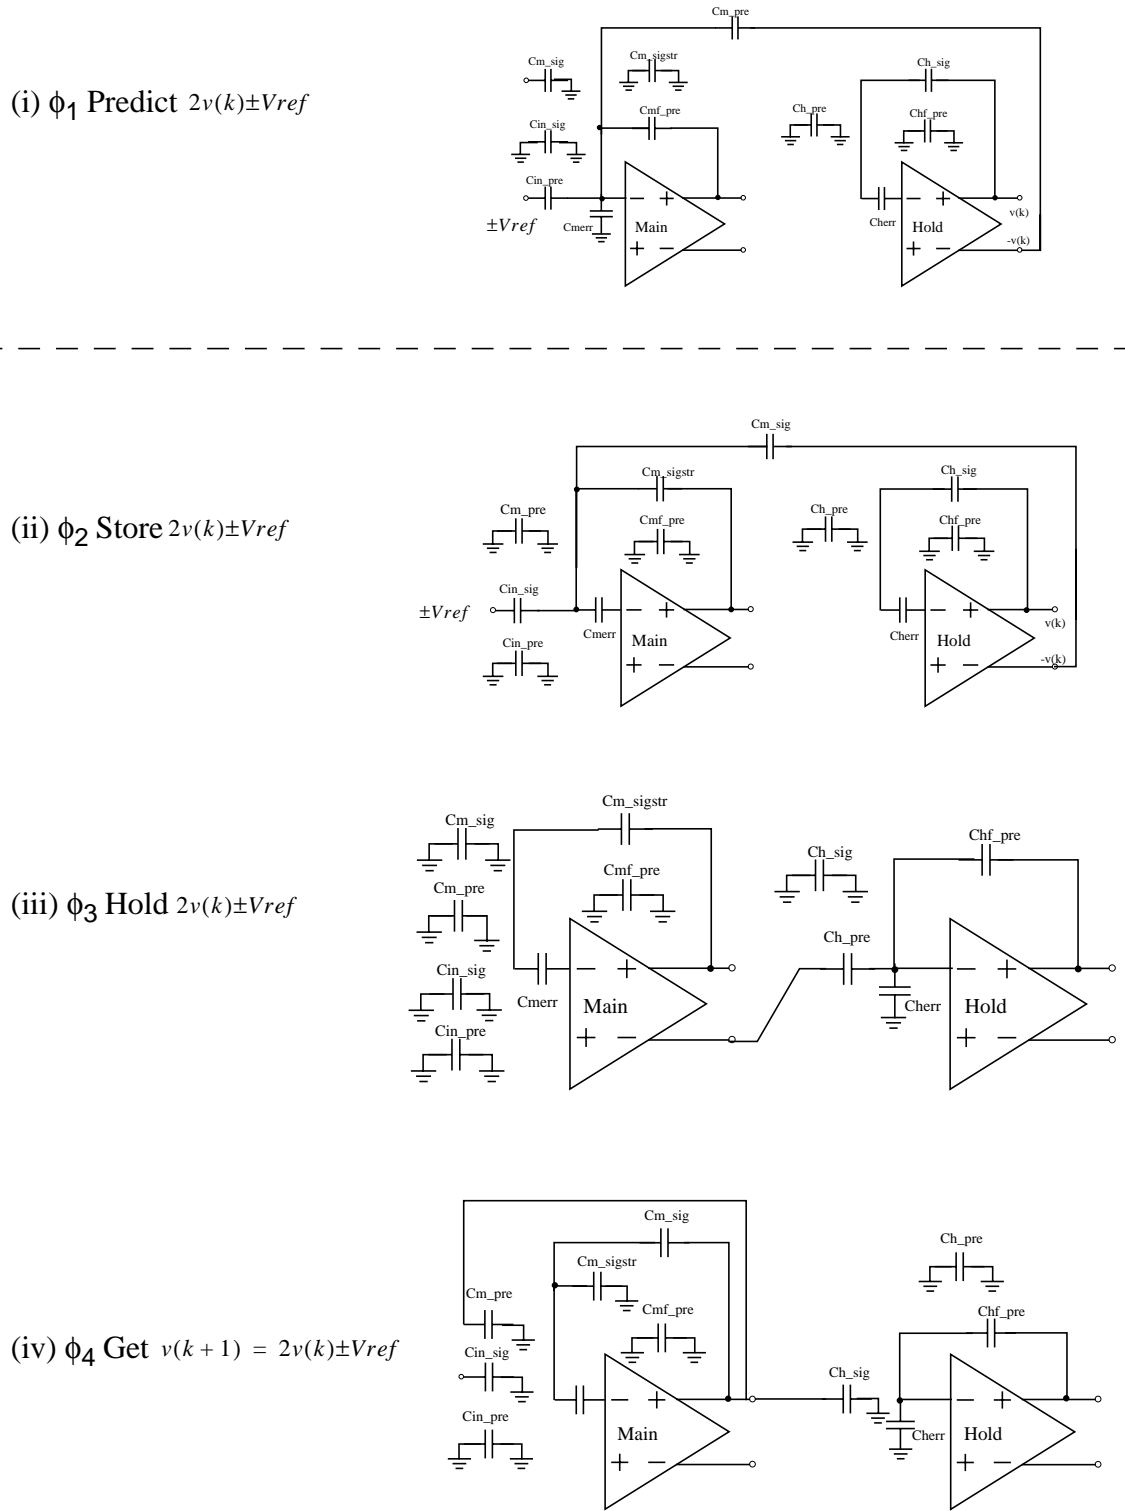 Cm_pre
Cm_sig
Cm_sigstr
Ch_sig
(i) ϕ1 Predict 2v(k)±Vref
Cmf_pre
Ch_pre
Chf_pre
Cin_sig
Cin_pre
− +
− +
±Vref
Cmerr
Main
Cherr
Hold
v(k)
-v(k)
+ −
+ −
Cm_sig
Cm_sigstr
Ch_sig
(ii) ϕ2 Store 2v(k)±Vref
Cm_pre
Cmf_pre
Ch_pre
Chf_pre
Cin_sig
±Vref
− +
− +
Cmerr
Main
Cherr
Hold
v(k)
Cin_pre
+ −
+ −
-v(k)
Cm_sigstr
Cm_sig
Chf_pre
Ch_sig
Cmf_pre
(iii) ϕ3 Hold 2v(k)±Vref
Cm_pre
Ch_pre
Cin_sig
− +
− +
Cmerr
Main
Cherr
Hold
Cin_pre
+ −
+ −
Cm_sig
Ch_pre
Cm_sigstr
Cm_pre
Cmf_pre
Chf_pre
(iv) ϕ4 Get v(k + 1) = 2v(k)±Vref
Cin_sig
Ch_sig
− +
− +
Cin_pre
Main
Cherr
Hold
+ −
+ −